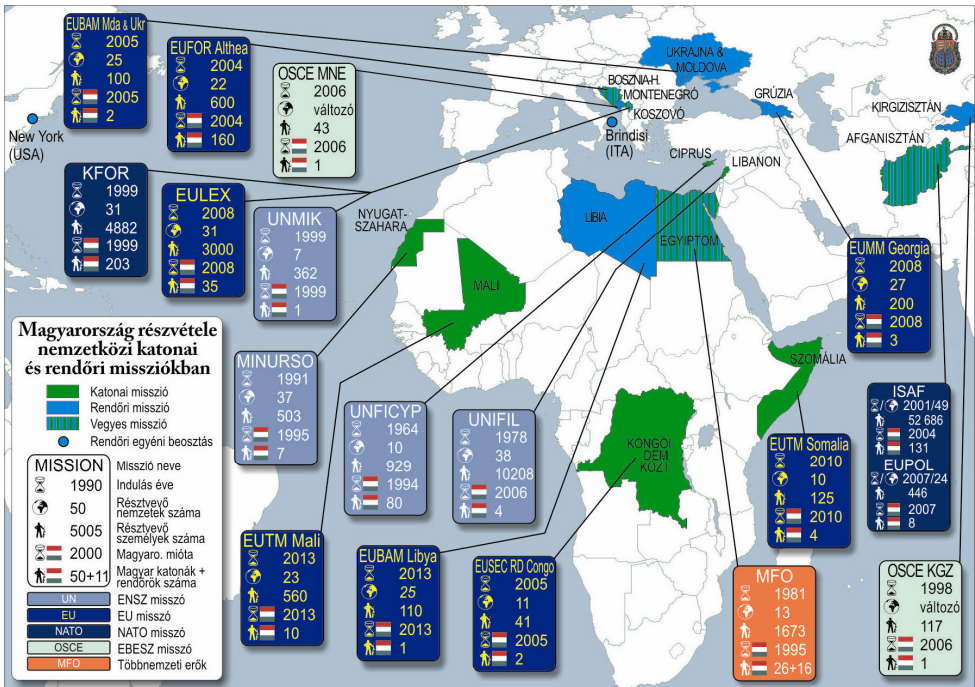 EUBAM Mda & Ukr
2005
25
100
2005
2
EUFOR Althea
2004
22
600
2004
160
OSCE MNE
2006
változó
43
2006
1
UKRAJNA &
MOLDOVA
BOSZNIA-H.
MONTENEGRÓ
KOSZOVÓ
GRÚZIA
KIRGIZISZTÁN
AFGANISZTÁN
New York
(USA)
Brindisi
(ITA)
CIPRUS
LIBANON
KFOR
1999
31
4882
1999
203
EULEX
2008
31
3000
2008
35
UNMIK
1999
7
362
1999
1
NYUGAT-
SZAHARA
MALI
LÍBIA
EGYIPTOM
SZOMÁLIA
KONGÓI
DEM.
KÖZT.
EUMM Georgia
2008
27
200
2008
3
Magyarország részvétele
nemzetközi katonai
és rendőri missziókban
Katonai misszió
Rendőri misszió
Vegyes misszió
Rendőri egyéni beosztás
MISSION
Misszió neve
1990
Indulás éve
50
Résztvevő
nemzetek száma
5005
Résztvevő
személyek száma
2000
Magyaro. mióta
50+11
Magyar katonák +
rendőrök száma
UN
ENSZ misszó
EU
EU misszó
NATO
NATO misszó
OSCE
EBESZ misszó
MFO
Többnemzeti erők
MINURSO
1991
37
503
1995
7
UNFICYP
1964
10
929
1994
80
UNIFIL
1978
38
10208
2006
4
EUTM Mali
2013
23
560
2013
10
EUBAM Libya
2013
25
110
2013
1
EUSEC RD Congo
2005
11
41
2005
2
EUTM Somalia
2010
10
125
2010
4
MFO
1981
13
1673
1995
26+16
ISAF
/ 2001/49
52 686
2004
131
EUPOL
/ 2007/24
446
2007
8
OSCE KGZ
1998
változó
117
2006
1